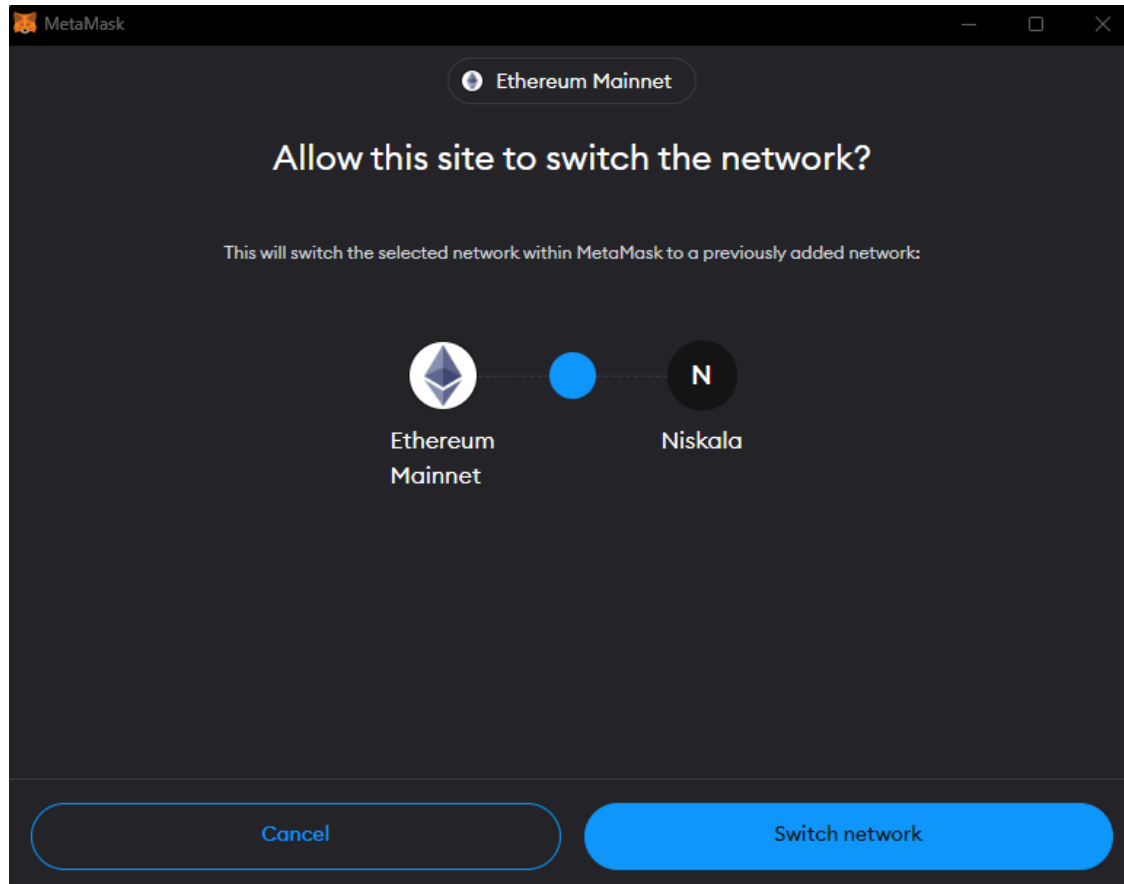 MetaMask
Ethereum Mainnet
Allow this site to switch the network?
This will switch the selected network within MetaMask to a previously added network:
N
Ethereum
Mainnet
Niskala
Cancel
Switch network